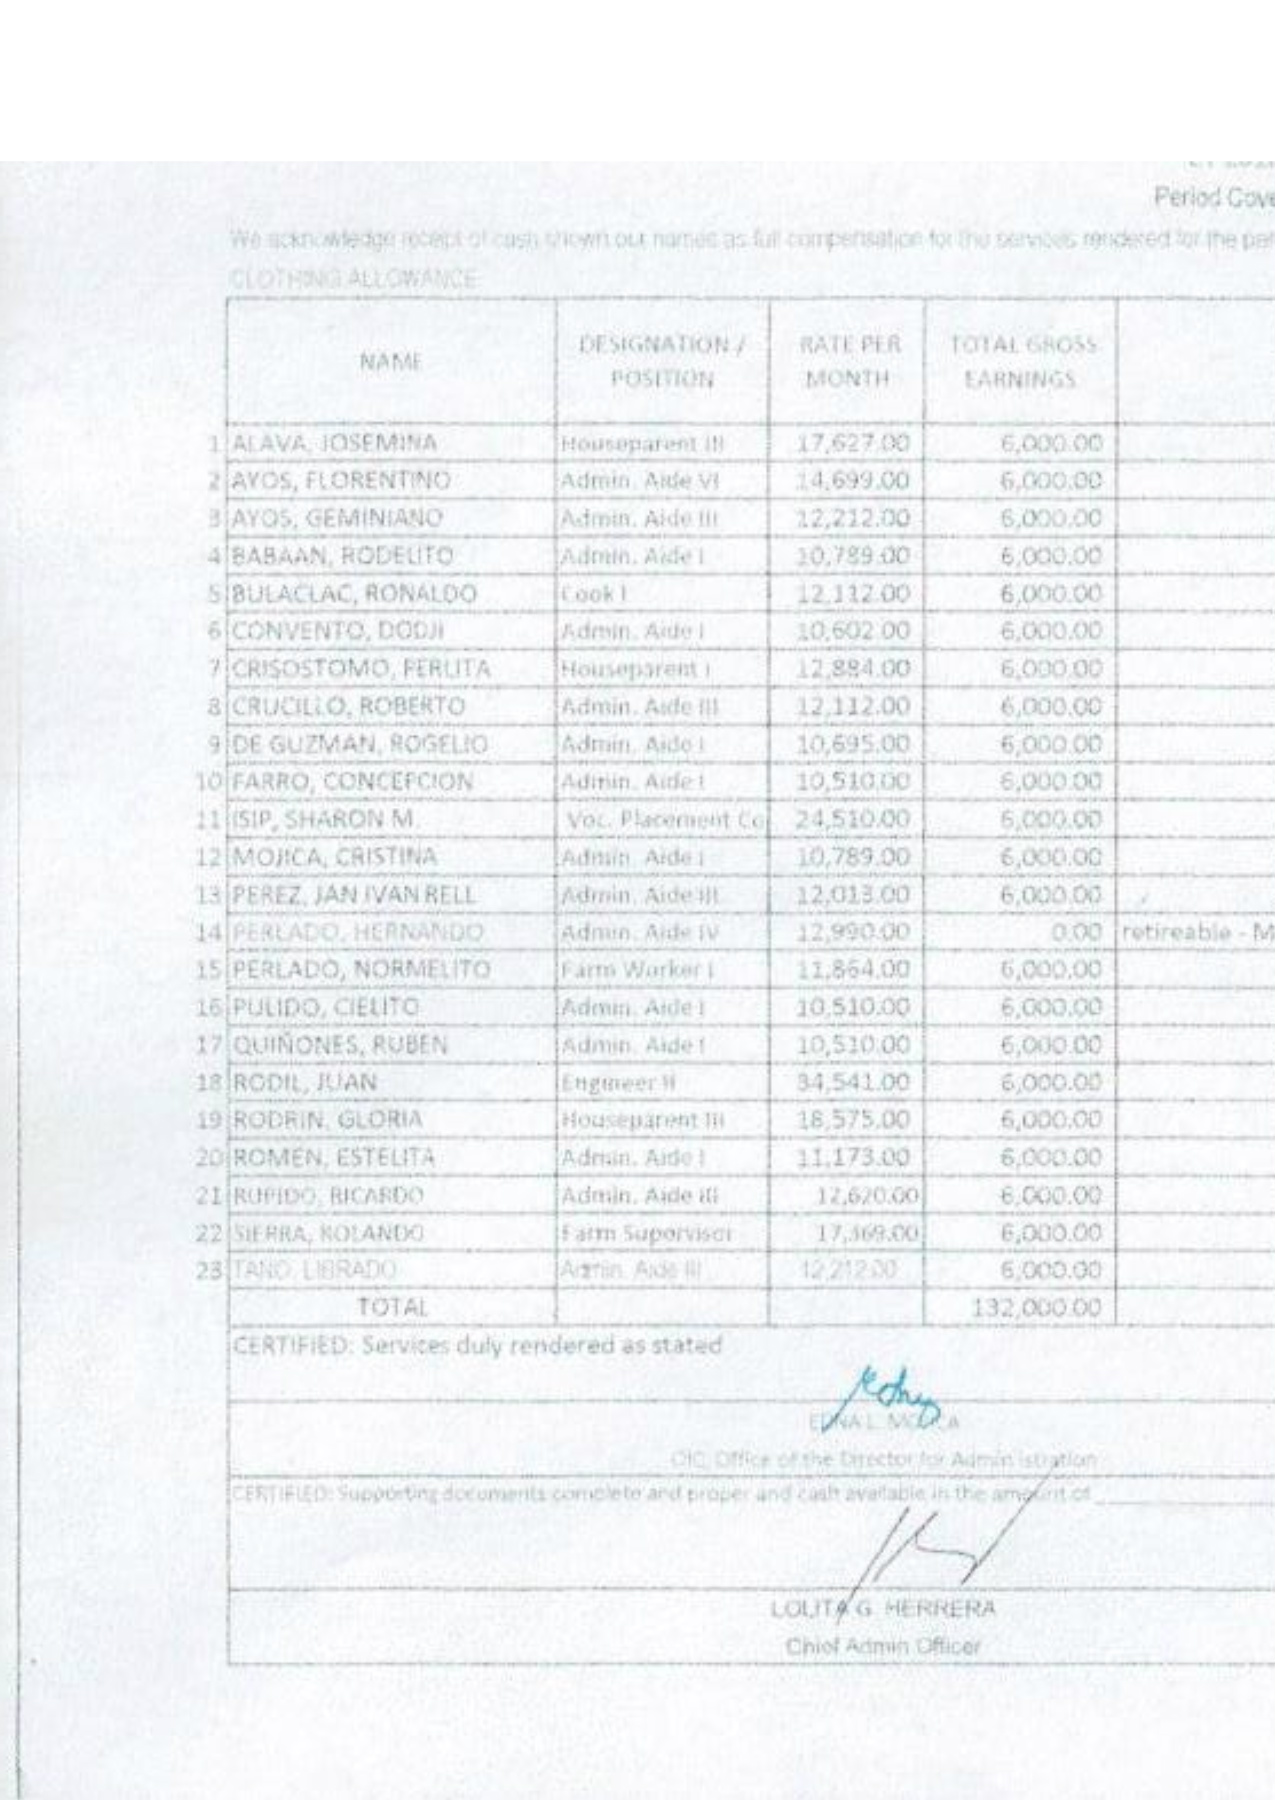 Period Cove
We acknowledge receipt of cash shown our names as full compensation for the services rendered for the per
CLOTHING ALLOWANCE
NAME DESIGNATION / POSITION RATE PER MONTH TOTAL GROSS EARNINGS
1 ALAVA, JOSEMINA Houseparent III 17,627.00 6,000.00
2 AYOS, FLORENTINO Admin. Aide VI 14,699.00 6,000.00
3 AYOS, GEMINIANO Admin. Aide III 12,212.00 6,000.00
4 BABAAN, RODELITO Admin. Aide I 10,789.00 6,000.00
5 BULACLAC, RONALDO Cook I 12,112.00 6,000.00
6 CONVENTO, DODJI Admin. Aide I 10,602.00 6,000.00
7 CRISOSTOMO, PERLITA Houseparent I 12,884.00 6,000.00
8 CRUCILLO, ROBERTO Admin. Aide III 12,112.00 6,000.00
9 DE GUZMAN, ROGELIO Admin. Aide I 10,695.00 6,000.00
10 FARRO, CONCEPCION Admin. Aide I 10,510.00 6,000.00
11 ISIP, SHARON M. Voc. Placement Co 24,510.00 6,000.00
12 MOJICA, CRISTINA Admin. Aide I 10,789.00 6,000.00
13 PEREZ, JAN IVAN RELL Admin. Aide III 12,013.00 6,000.00
14 PERLADO, HERNANDO Admin. Aide IV 12,990.00 0.00 retireable - M
15 PERLADO, NORMELITO Farm Worker I 11,864.00 6,000.00
16 PULIDO, CIELITO Admin. Aide I 10,510.00 6,000.00
17 QUIÑONES, RUBEN Admin. Aide I 10,510.00 6,000.00
18 RODIL, JUAN Engineer II 34,541.00 6,000.00
19 RODRIN, GLORIA Houseparent III 18,575.00 6,000.00
20 ROMEN, ESTELITA Admin. Aide I 11,173.00 6,000.00
21 RUPIDO, RICARDO Admin. Aide III 12,620.00 6,000.00
22 SIERRA, ROLANDO Farm Supervisor 17,369.00 6,000.00
23 TANO, LIBRADO Admin. Aide III 12,212.00 6,000.00
TOTAL 132,000.00
CERTIFIED: Services duly rendered as stated
EDNA L.
OIC, Office of the Director for Admin istration
CERTIFIED: Supporting documents complete and proper and cash available in the amount of
LOLITA G. HERRERA
Chief Admin Officer